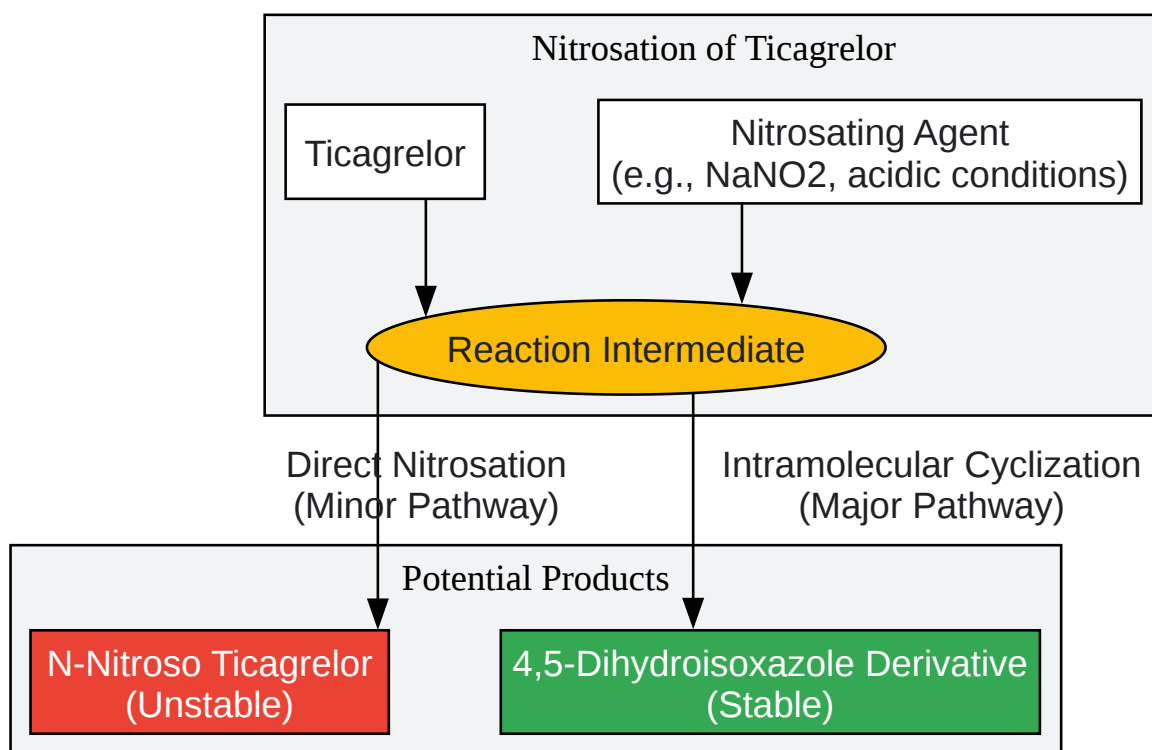 Nitrosation of Ticagrelor
Ticagrelor
Nitrosating Agent
(e.g., NaNO2, acidic conditions)
Reaction Intermediate
Direct Nitrosation
(Minor Pathway)
Intramolecular Cyclization
(Major Pathway)
Potential Products
N-Nitroso Ticagrelor
(Unstable)
4,5-Dihydroisoxazole Derivative
(Stable)